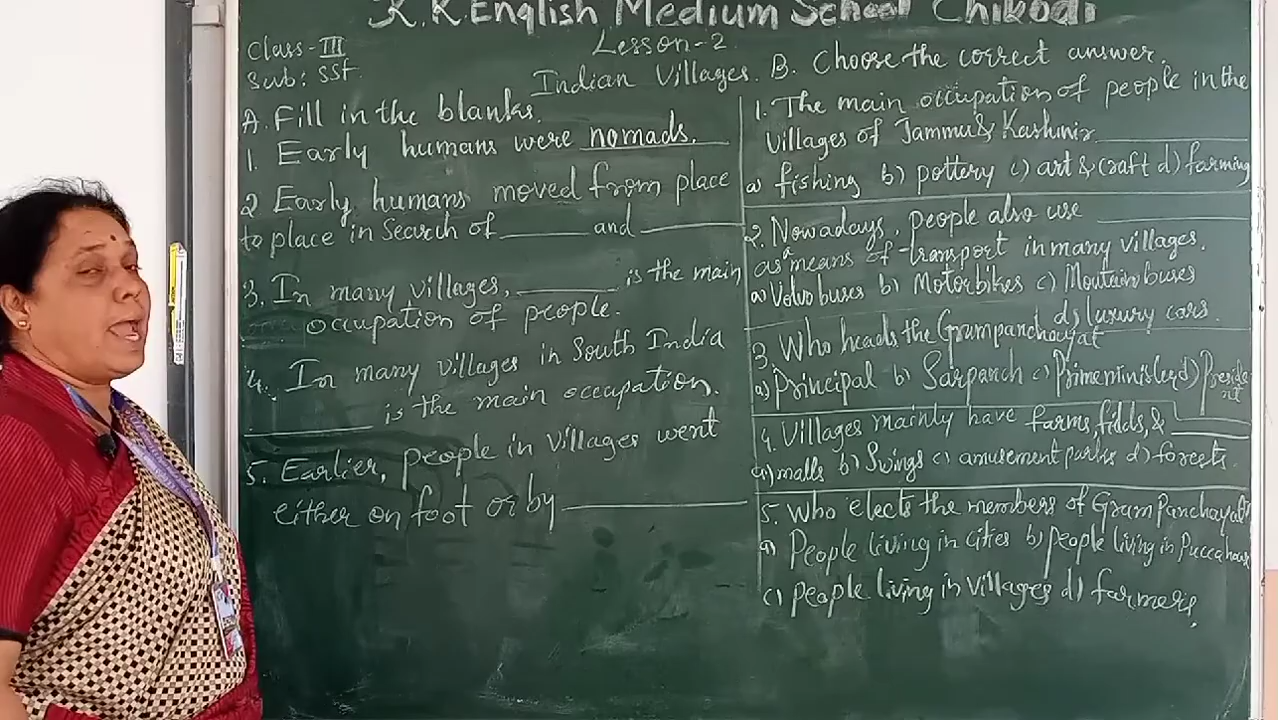 K.K.English Medium School Chikodi
Class-III
Sub: SST.
Lesson-2
Indian Villages.
A. Fill in the blanks.
1. Early humans were nomads.
2 Early humans moved from place
to place in search of ______ and ______
3. In many villages, ______ is the main
occupation of people.
4. In many villages in South India
______ is the main occupation.
5. Earlier, people in villages went
either on foot or by ______
B. Choose the correct answer.
1. The main occupation of people in the
villages of Jammu & Kashmir ______
a) fishing b) pottery c) art & craft d) farming
2. Nowadays, people also use ______
as a means of transport in many villages.
a) Volvo buses b) Motorbikes c) Mountain buses
d) luxury cars.
3. Who heads the Grampanchayat
a) Principal b) Sarpanch c) Primeminister d) President
4. Villages mainly have farms, fields, & ______
a) malls b) Swings c) amusement parks d) forests.
5. Who elects the members of Gram Panchayat
a) People living in cities b) people living in Pucca
c) people living in villages d) farmers.